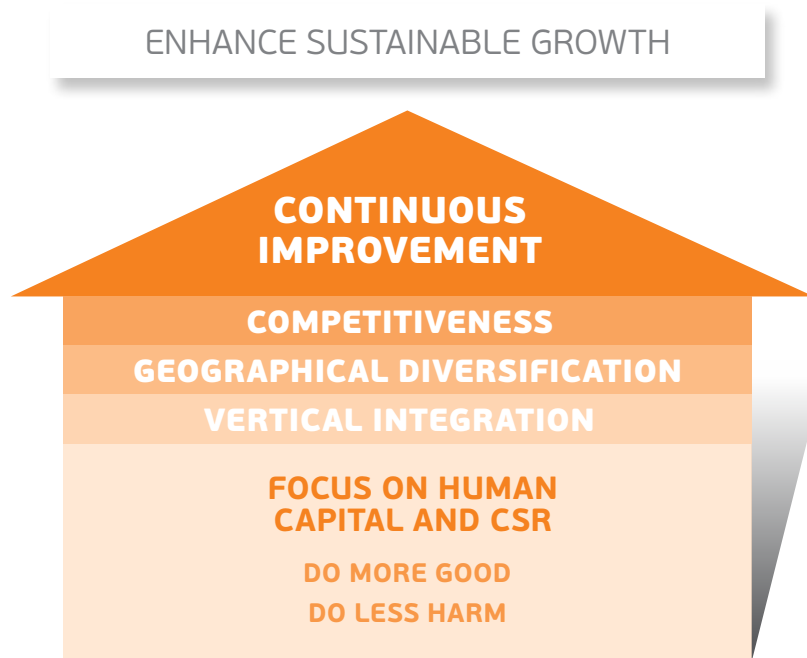 ENHANCE SUSTAINABLE GROWTH
CONTINUOUS
IMPROVEMENT
COMPETITIVENESS
GEOGRAPHICAL DIVERSIFICATION
VERTICAL INTEGRATION
FOCUS ON HUMAN
CAPITAL AND CSR
DO MORE GOOD
DO LESS HARM